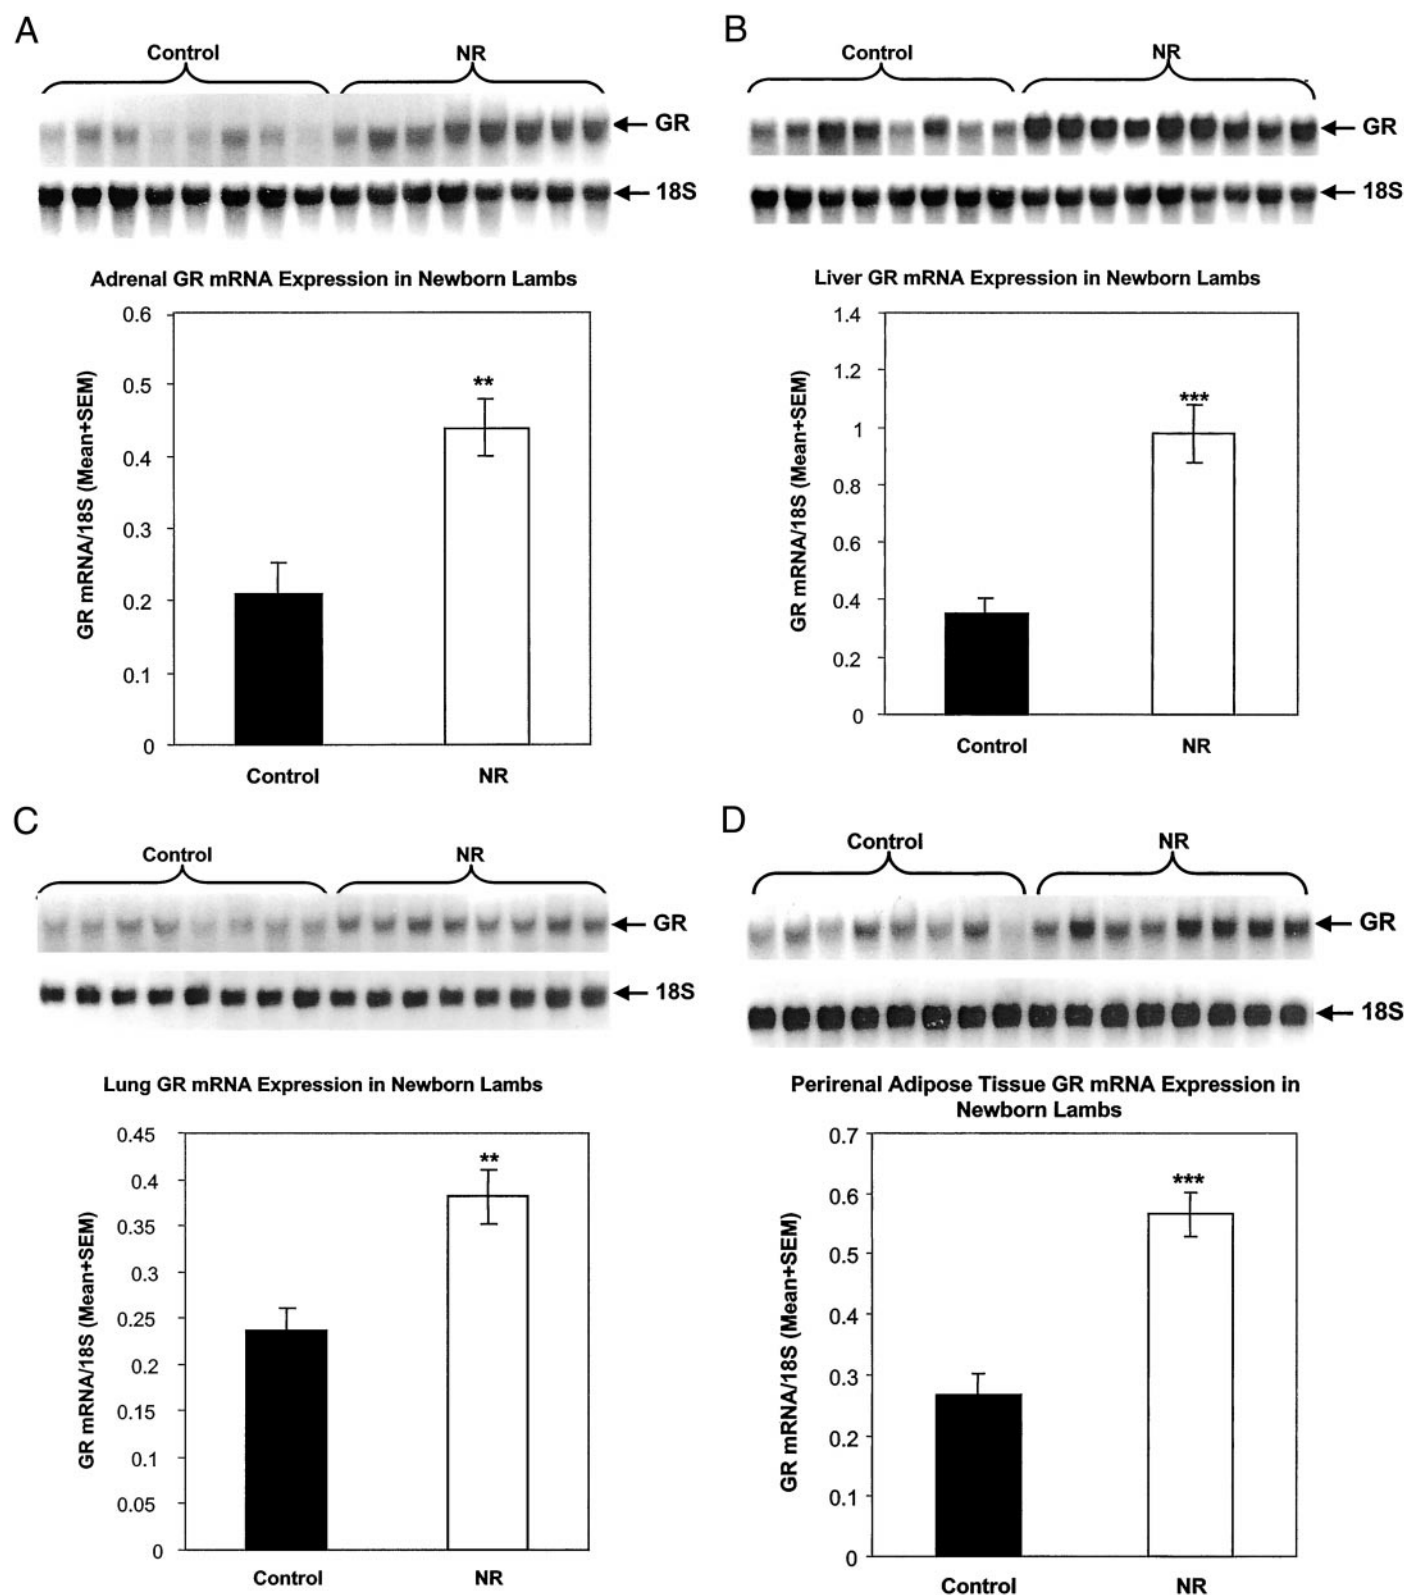 A
Control
NR
GR
18S
Adrenal GR mRNA Expression in Newborn Lambs
GR mRNA/18S (Mean+SEM)
0.6
0.5
0.4
0.3
0.2
0.1
0
**
Control
NR
B
Control
NR
GR
18S
Liver GR mRNA Expression in Newborn Lambs
GR mRNA/18S (Mean+SEM)
1.4
1.2
1
0.8
0.6
0.4
0.2
0
***
Control
NR
C
Control
NR
GR
18S
Lung GR mRNA Expression in Newborn Lambs
GR mRNA/18S (Mean+SEM)
0.45
0.4
0.35
0.3
0.25
0.2
0.15
0.1
0.05
0
**
Control
NR
D
Control
NR
GR
18S
Perirenal Adipose Tissue GR mRNA Expression in
Newborn Lambs
GR mRNA/18S (Mean+SEM)
0.7
0.6
0.5
0.4
0.3
0.2
0.1
0
***
Control
NR